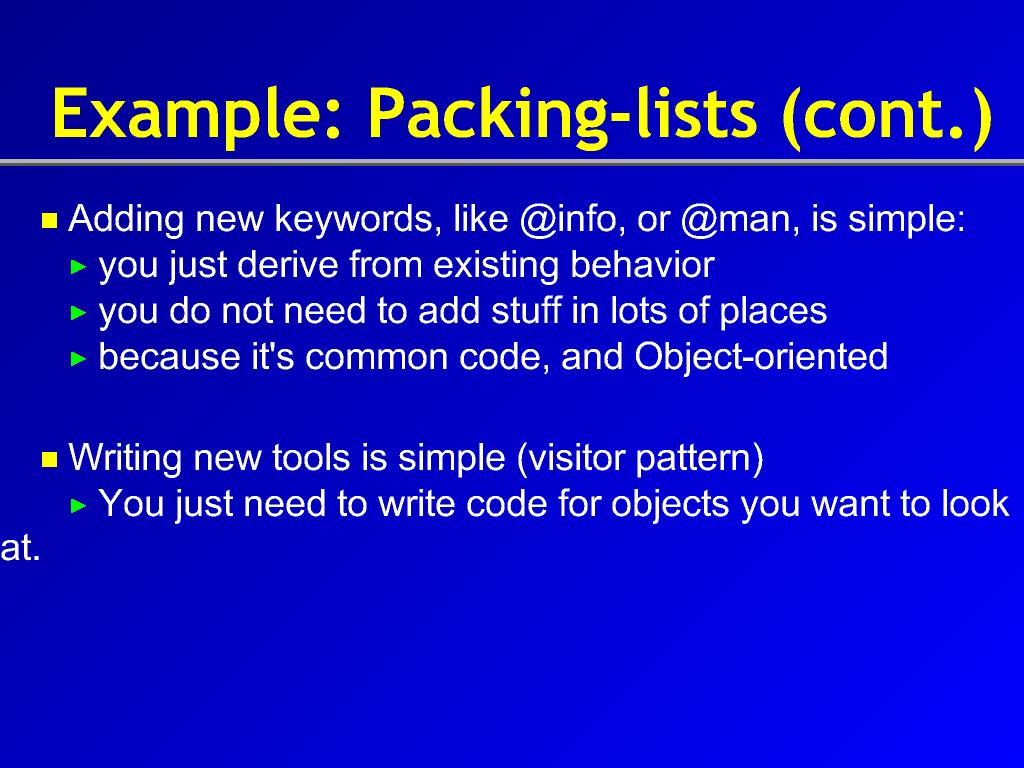 Example: Packing-lists (cont.)
Adding new keywords, like @info, or @man, is simple:
you just derive from existing behavior
you do not need to add stuff in lots of places
because it's common code, and Object-oriented
Writing new tools is simple (visitor pattern)
You just need to write code for objects you want to look
at.